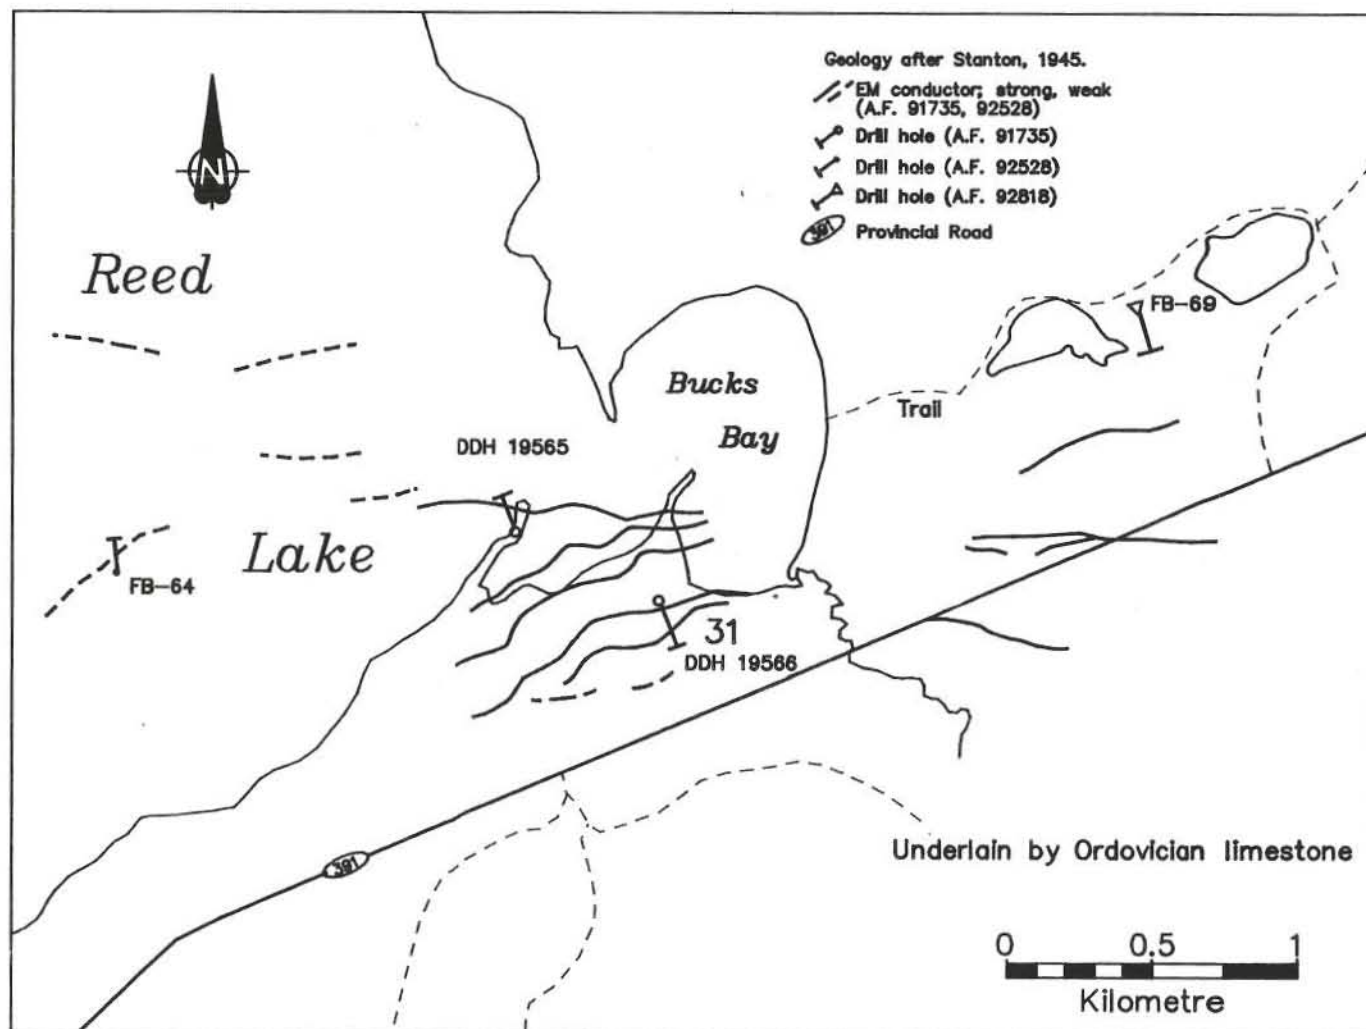 Geology after Stanton, 1945.
EM conductor; strong, weak
(A.F. 91735, 92528)
Drill hole (A.F. 91735)
Drill hole (A.F. 92528)
Drill hole (A.F. 92818)
391 Provincial Road
N
Reed
FB-69
Bucks
Bay
Trail
DDH 19565
Lake
FB-64
31
DDH 19566
391
Underlain by Ordovician limestone
0 0.5 1
Kilometre